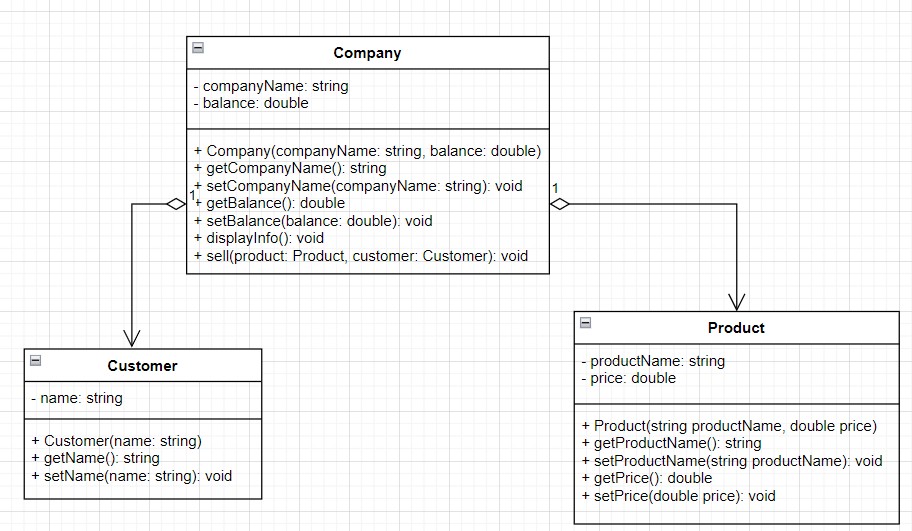 Company
- companyName: string
- balance: double
+ Company(companyName: string, balance: double)
+ getCompanyName(): string
+ setCompanyName(companyName: string): void
+ getBalance(): double
+ setBalance(balance: double): void
+ displayInfo(): void
+ sell(product: Product, customer: Customer): void
1
1
Customer
- name: string
+ Customer(name: string)
+ getName(): string
+ setName(name: string): void
Product
- productName: string
- price: double
+ Product(string productName, double price)
+ getProductName(): string
+ setProductName(string productName): void
+ getPrice(): double
+ setPrice(double price): void